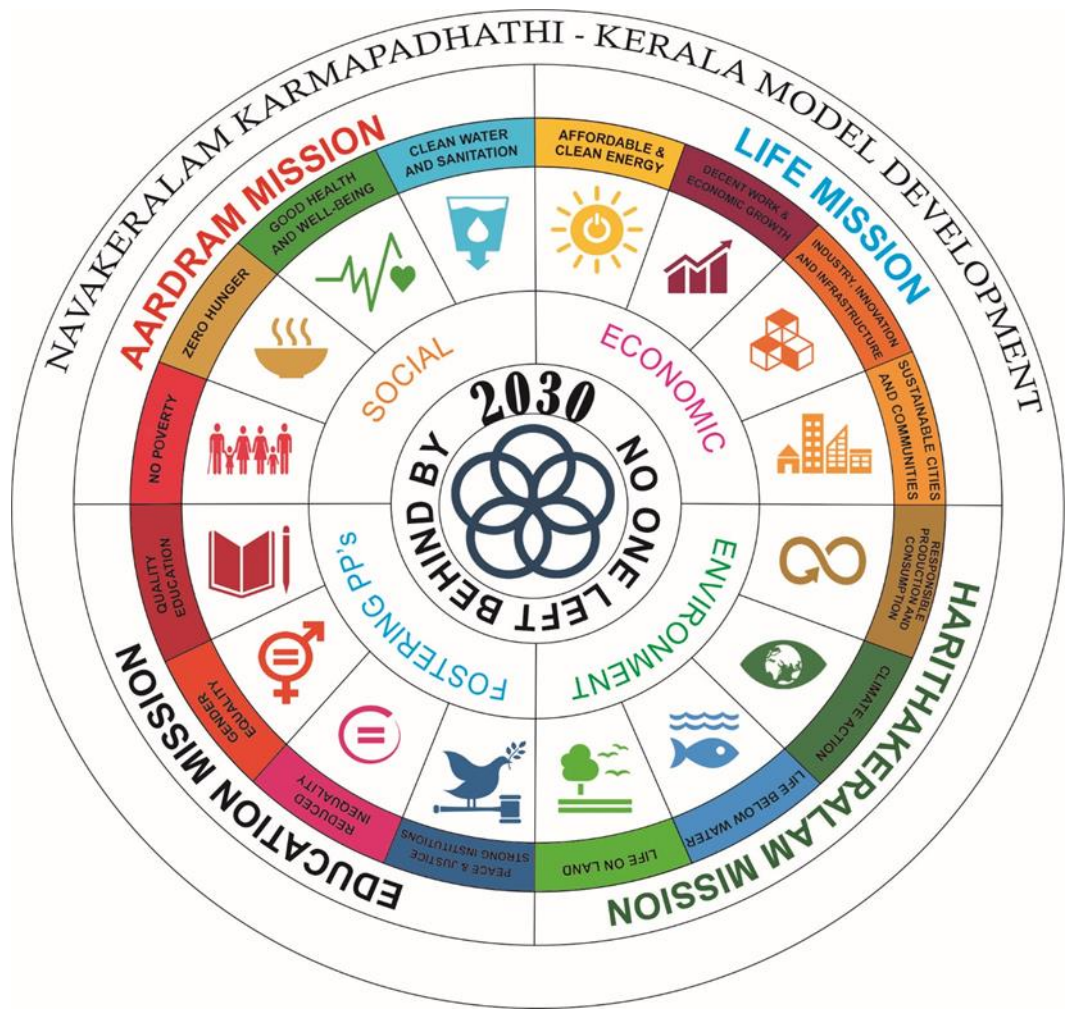 NAVAKERALAM KARMAPADHATHI - KERALA MODEL DEVELOPMENT
AARDRAM MISSION
LIFE MISSION
HARITHAKERALAM MISSION
EDUCATION MISSION
NO POVERTY
ZERO HUNGER
GOOD HEALTH
AND WELL-BEING
CLEAN WATER
AND SANITATION
AFFORDABLE &
CLEAN ENERGY
DECENT WORK &
ECONOMIC GROWTH
INDUSTRY, INNOVATION
AND INFRASTRUCTURE
SUSTAINABLE CITIES
AND COMMUNITIES
RESPONSIBLE
PRODUCTION AND
CONSUMPTION
CLIMATE ACTION
LIFE BELOW WATER
LIFE ON LAND
PEACE & JUSTICE
STRONG INSTITUTIONS
REDUCED
INEQUALITY
GENDER
EQUALITY
QUALITY
EDUCATION
SOCIAL
ECONOMIC
ENVIRONMENT
FOSTERING PP's
NO ONE LEFT BEHIND BY
2030